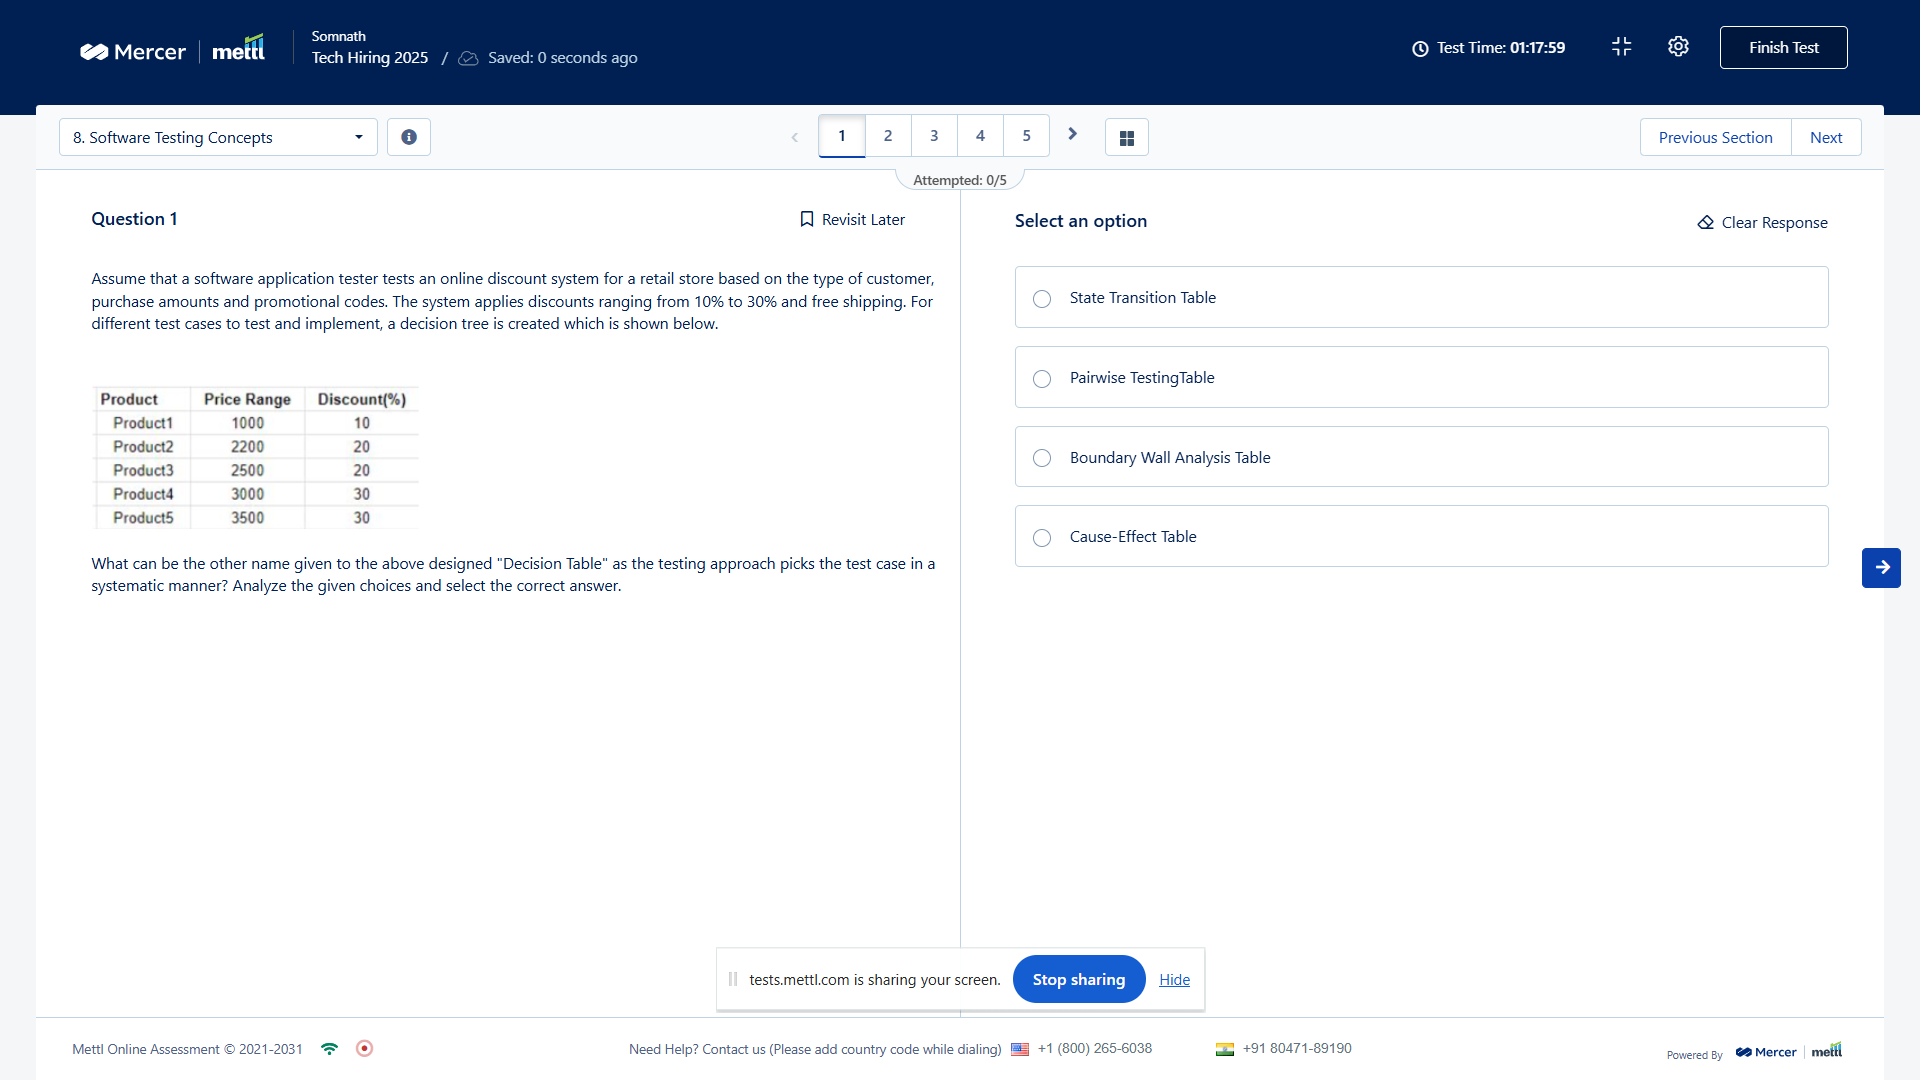 Mercer | mettl
Somnath
Tech Hiring 2025 / Saved: 0 seconds ago
Test Time: 01:17:59
Finish Test
8. Software Testing Concepts
1 2 3 4 5
Previous Section
Next
Attempted: 0/5
Question 1
Revisit Later
Assume that a software application tester tests an online discount system for a retail store based on the type of customer,
purchase amounts and promotional codes. The system applies discounts ranging from 10% to 30% and free shipping. For
different test cases to test and implement, a decision tree is created which is shown below.
Product Price Range Discount(%)
Product1 1000 10
Product2 2200 20
Product3 2500 20
Product4 3000 30
Product5 3500 30
What can be the other name given to the above designed "Decision Table" as the testing approach picks the test case in a
systematic manner? Analyze the given choices and select the correct answer.
Select an option
Clear Response
State Transition Table
Pairwise TestingTable
Boundary Wall Analysis Table
Cause-Effect Table
tests.mettl.com is sharing your screen.
Stop sharing
Hide
Mettl Online Assessment © 2021-2031
Need Help? Contact us (Please add country code while dialing)
+1 (800) 265-6038
+91 80471-89190
Powered By
Mercer | mettl